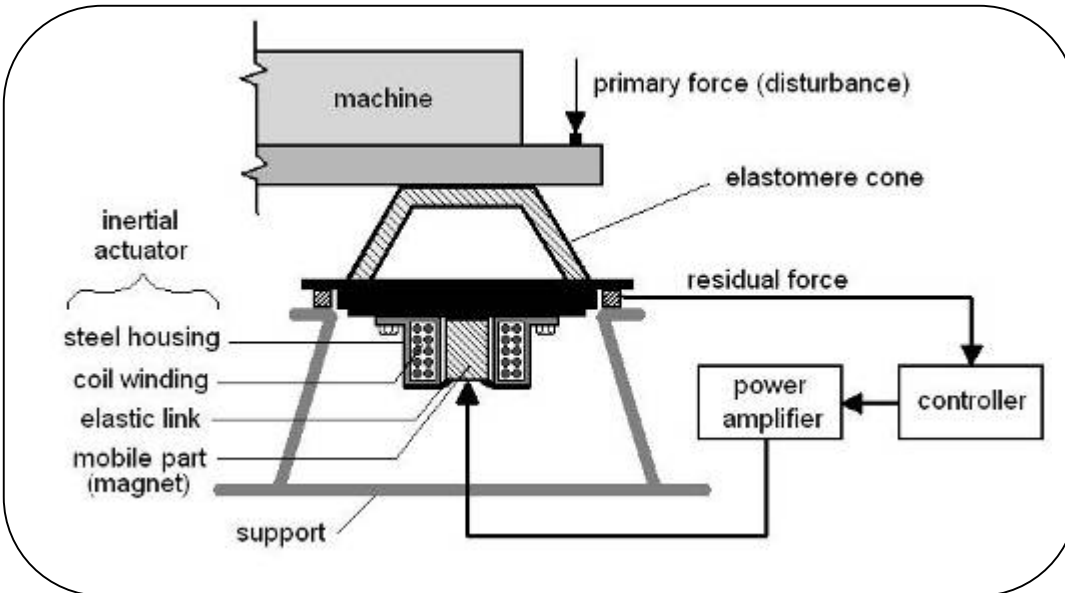 machine
primary force (disturbance)
elastomere cone
inertial
actuator
residual force
steel housing
coil winding
elastic link
mobile part
(magnet)
support
power
amplifier
controller